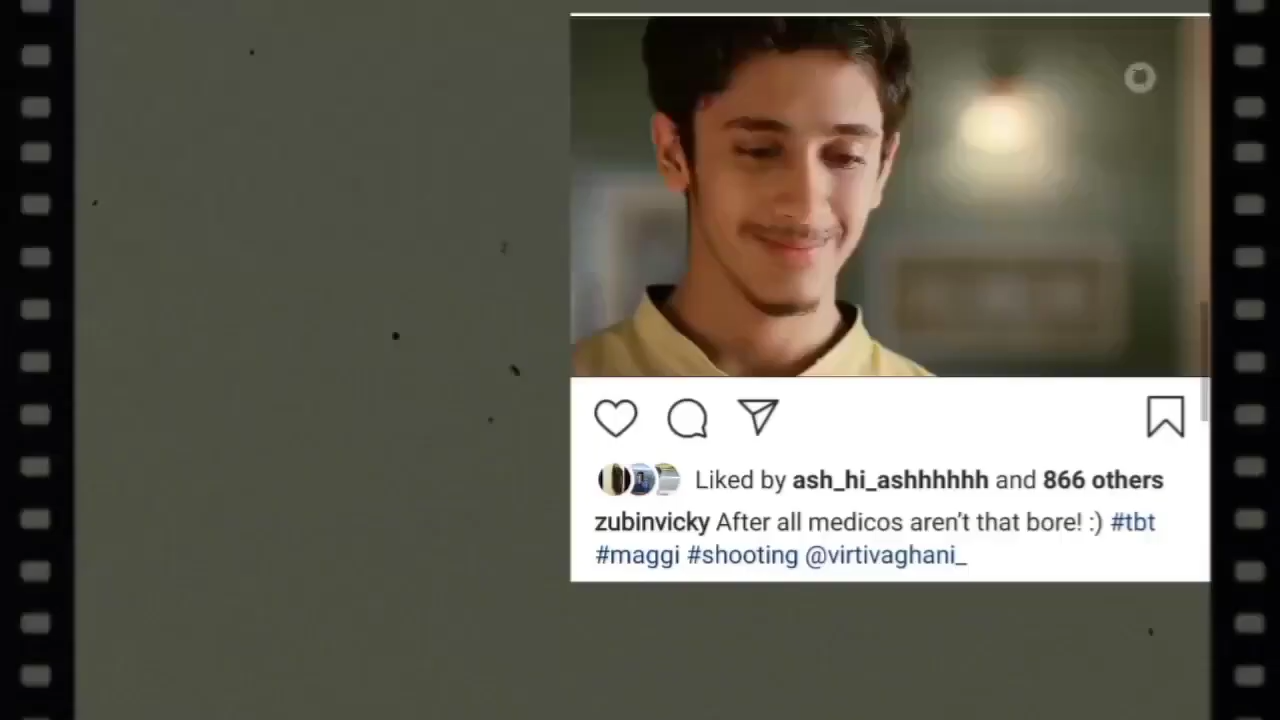 Liked by ash_hi_ashhhhhh and 866 others
zubinvicky After all medicos aren't that bore! :) #tbt
#maggi #shooting @virtivaghani_